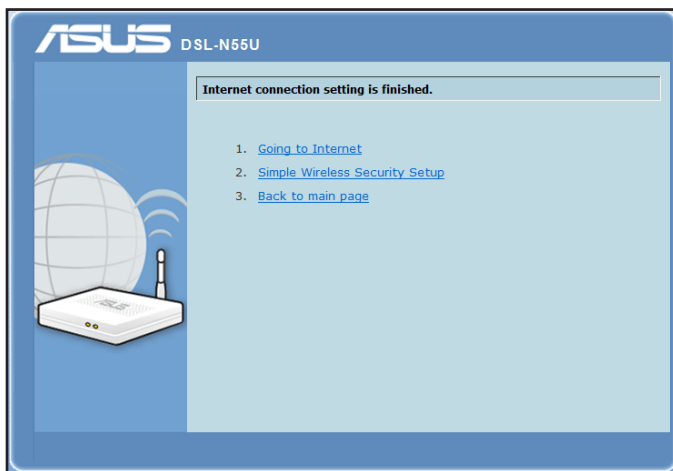 ASUS DSL-N55U
Internet connection setting is finished.
1. Going to Internet
2. Simple Wireless Security Setup
3. Back to main page
ASUS